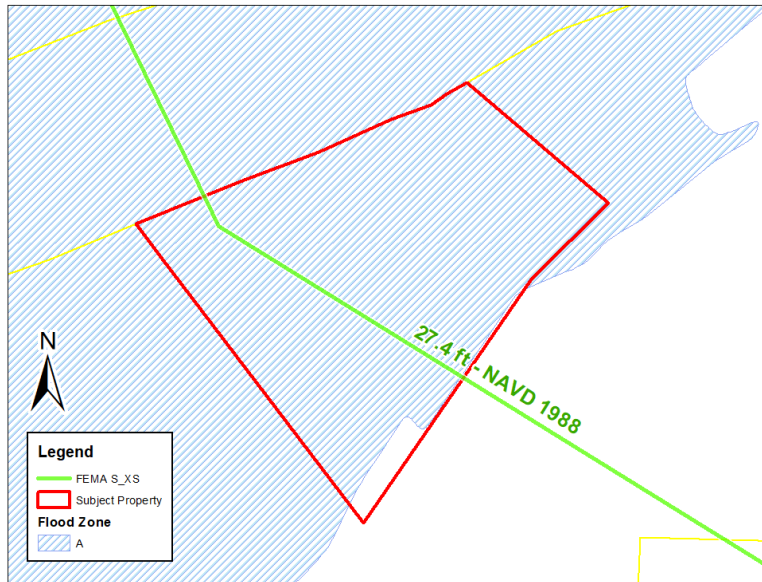 27.4 ft. - NAVD 1988
N
Legend
FEMA S_XS
Subject Property
Flood Zone
A